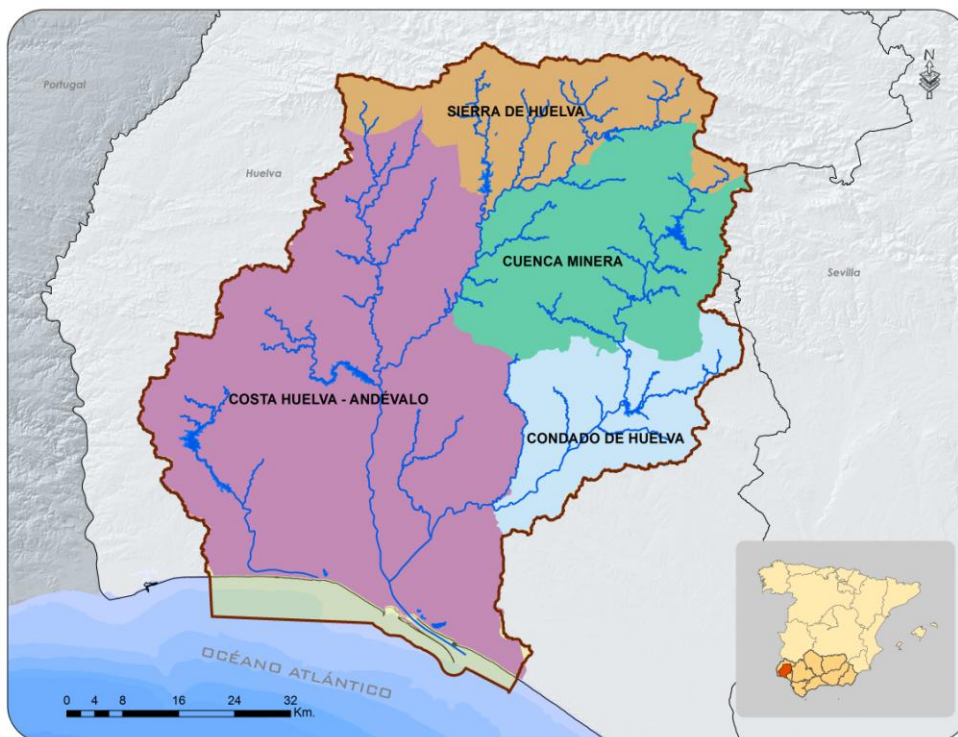 Portugal
N
SIERRA DE HUELVA
Huelva
CUENCA MINERA
Sevilla
COSTA HUELVA - ANDÉVALO
CONDADO DE HUELVA
OCÉANO ATLÁNTICO
0 2 4 8 16 24 32
Km.